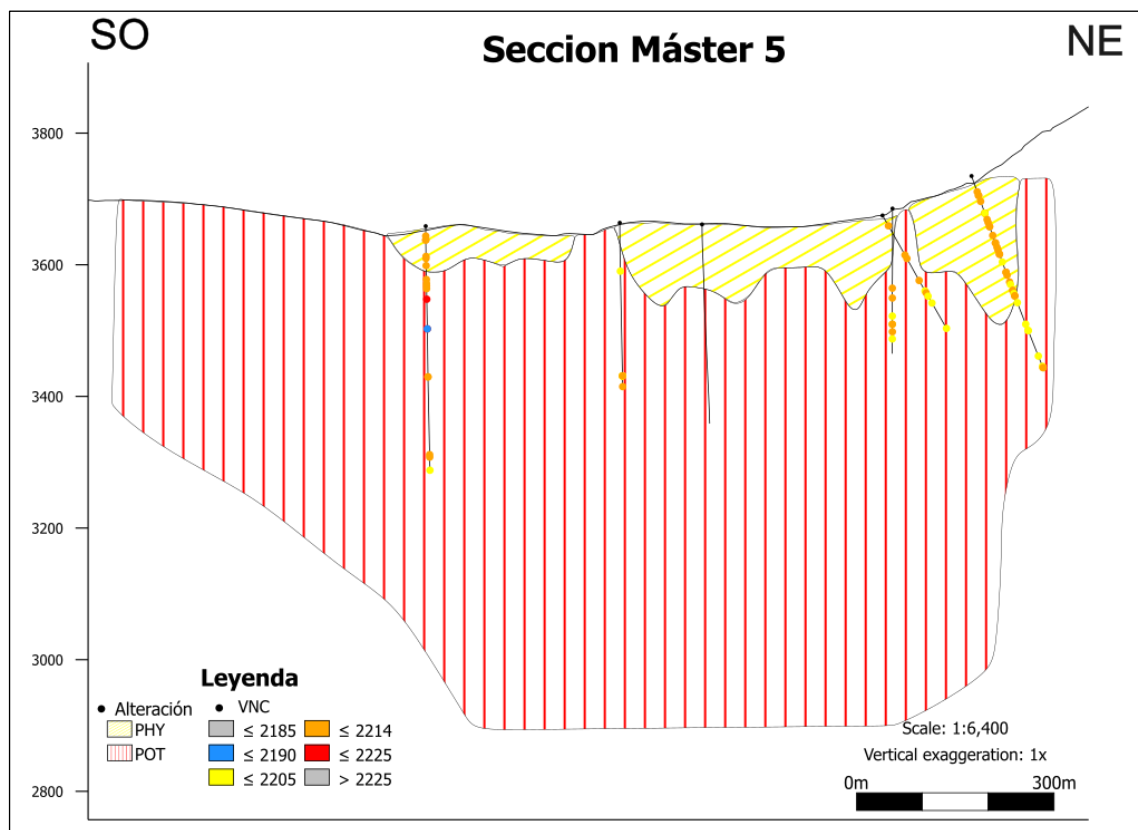 SO
Seccion Máster 5
NE
3800
3600
3400
3200
3000
2800
Leyenda
Alteración
PHY
POT
VNC
≤ 2185
≤ 2190
≤ 2205
≤ 2214
≤ 2225
> 2225
Scale: 1:6,400
Vertical exaggeration: 1x
0m 300m